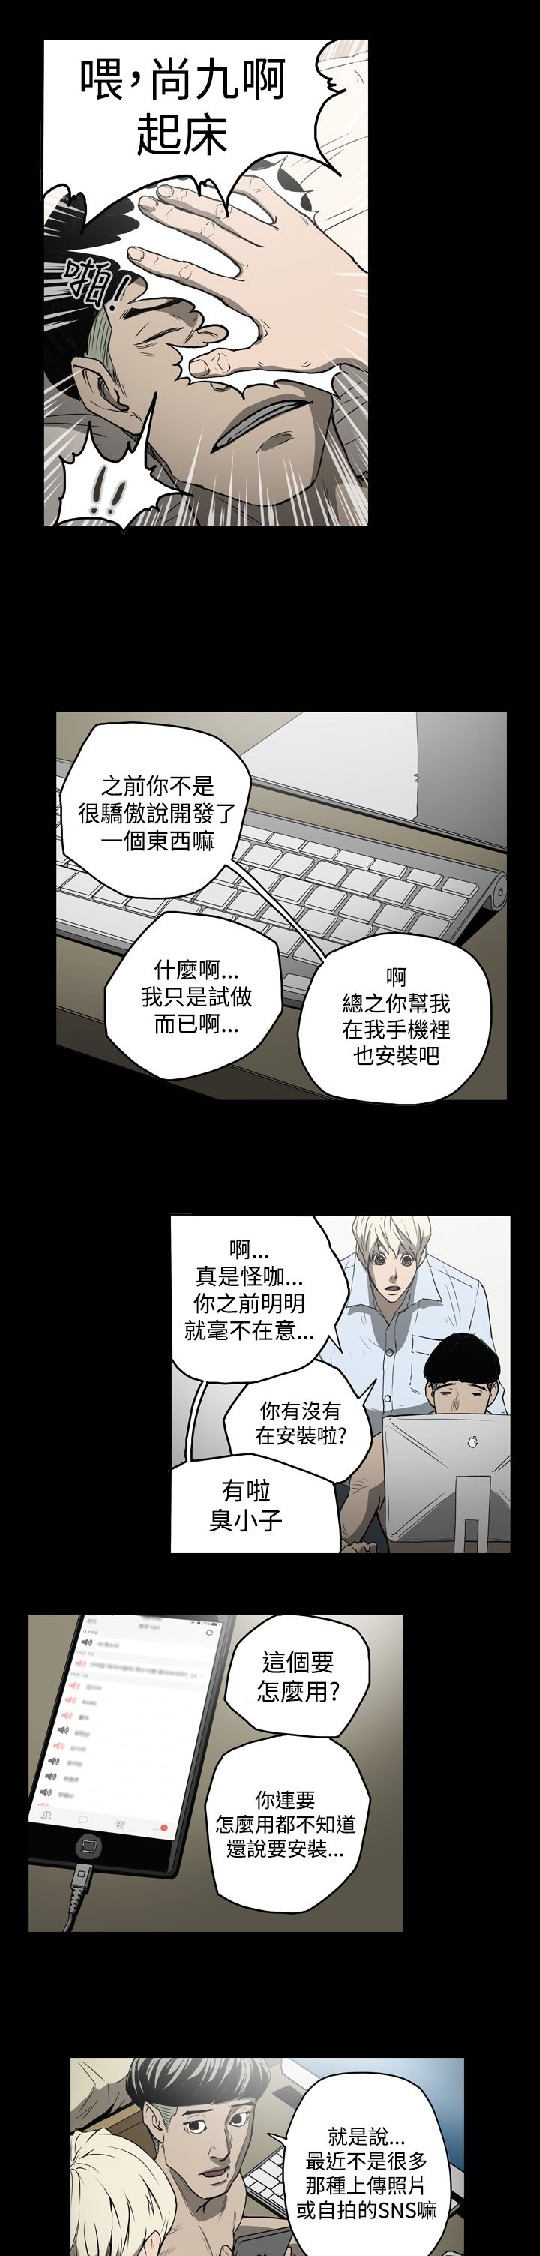 喂，尚九啊
起床
啪！
!!
之前你不是
很驕傲說開發了
一個東西嘛
什麼啊…
我只是試做
而已啊…
啊
總之你幫我
在我手機裡
也安裝吧
啊…
真是怪咖…
你之前明明
就毫不在意…
你有沒有
在安裝啦？
有啦
臭小子
這個要
怎麼用？
你連要
怎麼用都不知道
還說要安裝…
就是說…
最近不是很多
那種上傳照片
或自拍的SNS嘛